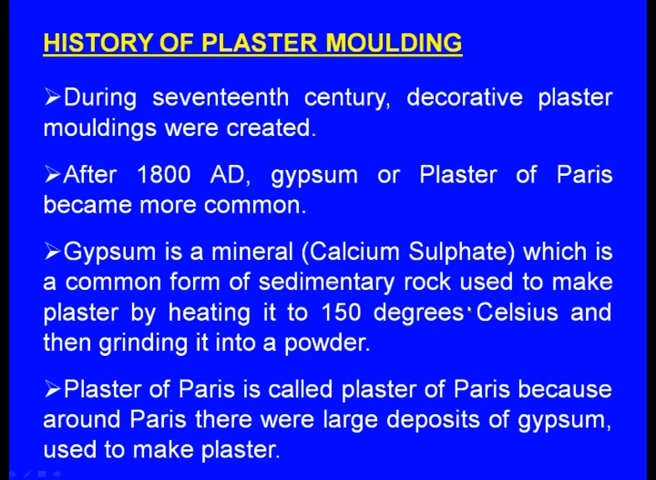 HISTORY OF PLASTER MOULDING
➢During seventeenth century, decorative plaster
mouldings were created.
➢After 1800 AD, gypsum or Plaster of Paris
became more common.
➢Gypsum is a mineral (Calcium Sulphate) which is
a common form of sedimentary rock used to make
plaster by heating it to 150 degrees Celsius and
then grinding it into a powder.
➢Plaster of Paris is called plaster of Paris because
around Paris there were large deposits of gypsum,
used to make plaster.